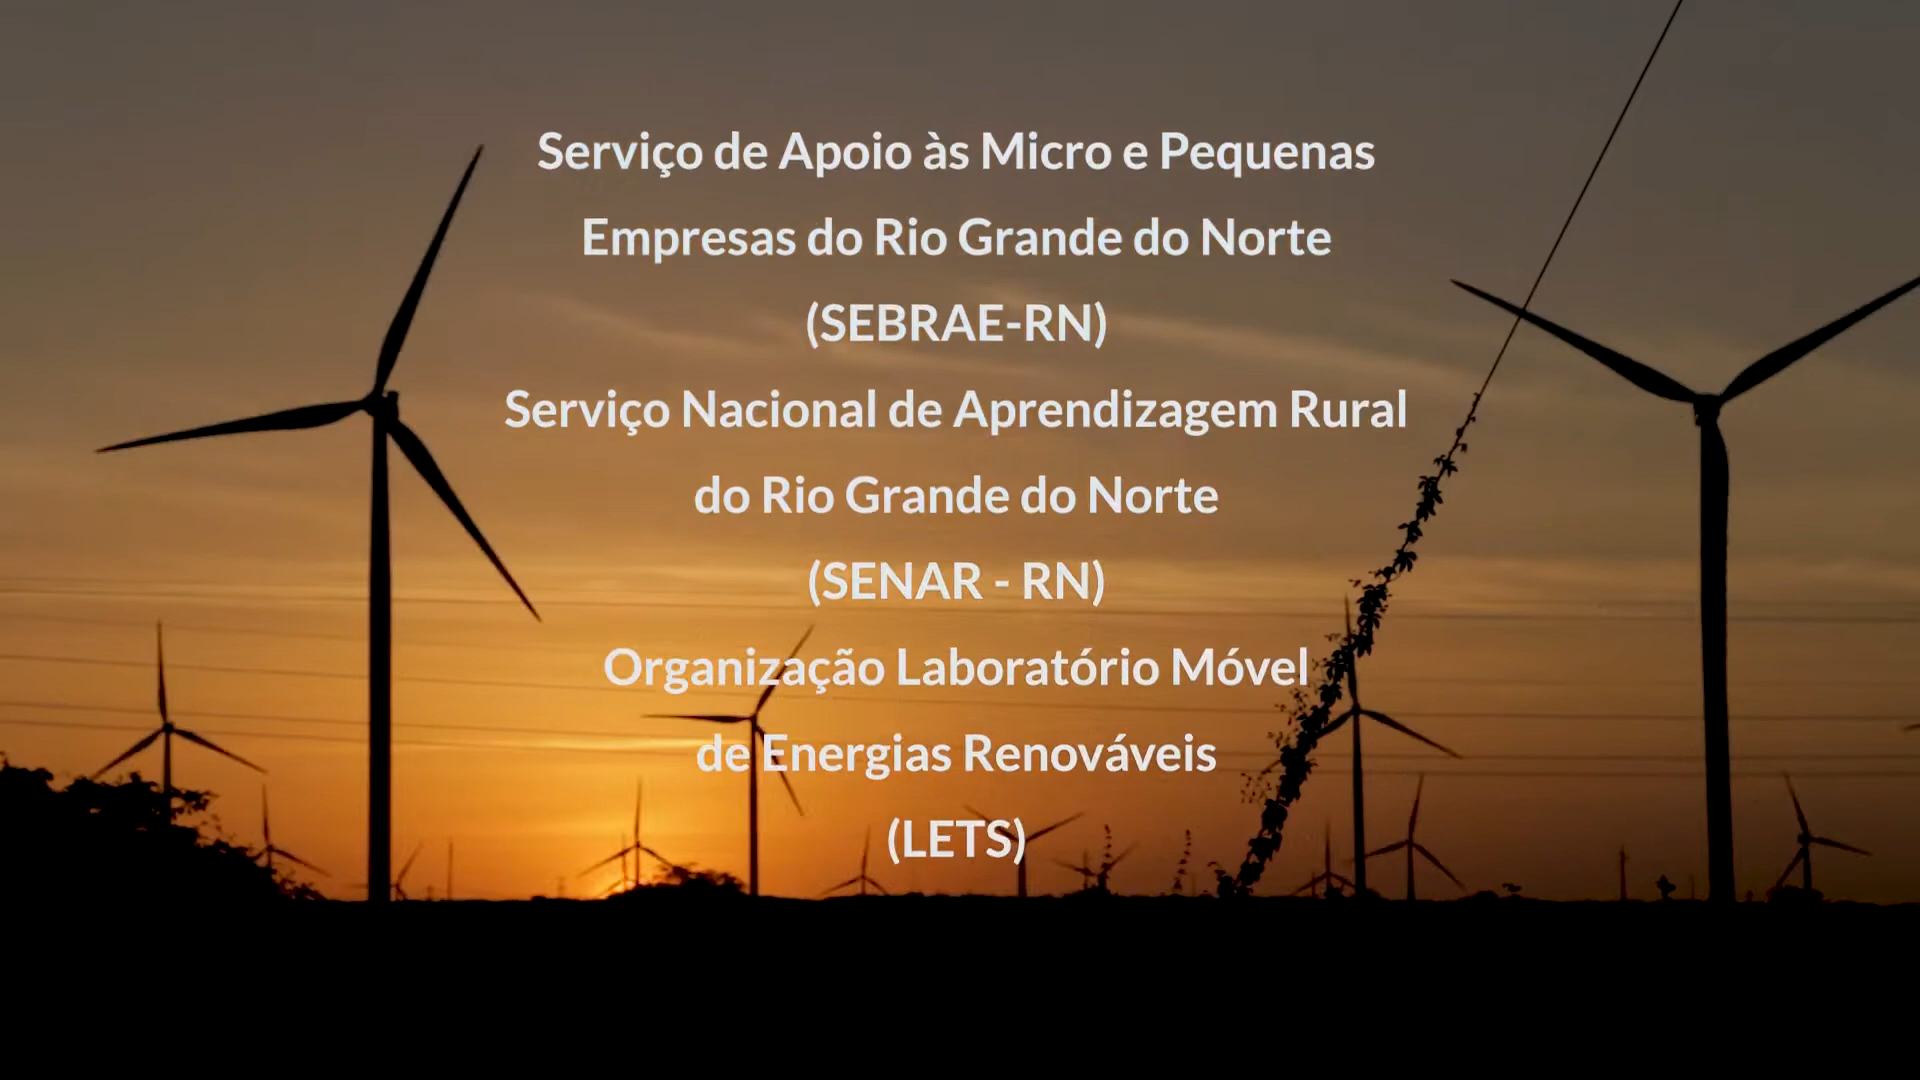 Serviço de Apoio às Micro e Pequenas
Empresas do Rio Grande do Norte
(SEBRAE-RN)
Serviço Nacional de Aprendizagem Rural
do Rio Grande do Norte
(SENAR - RN)
Organização Laboratório Móvel
de Energias Renováveis
(LETS)